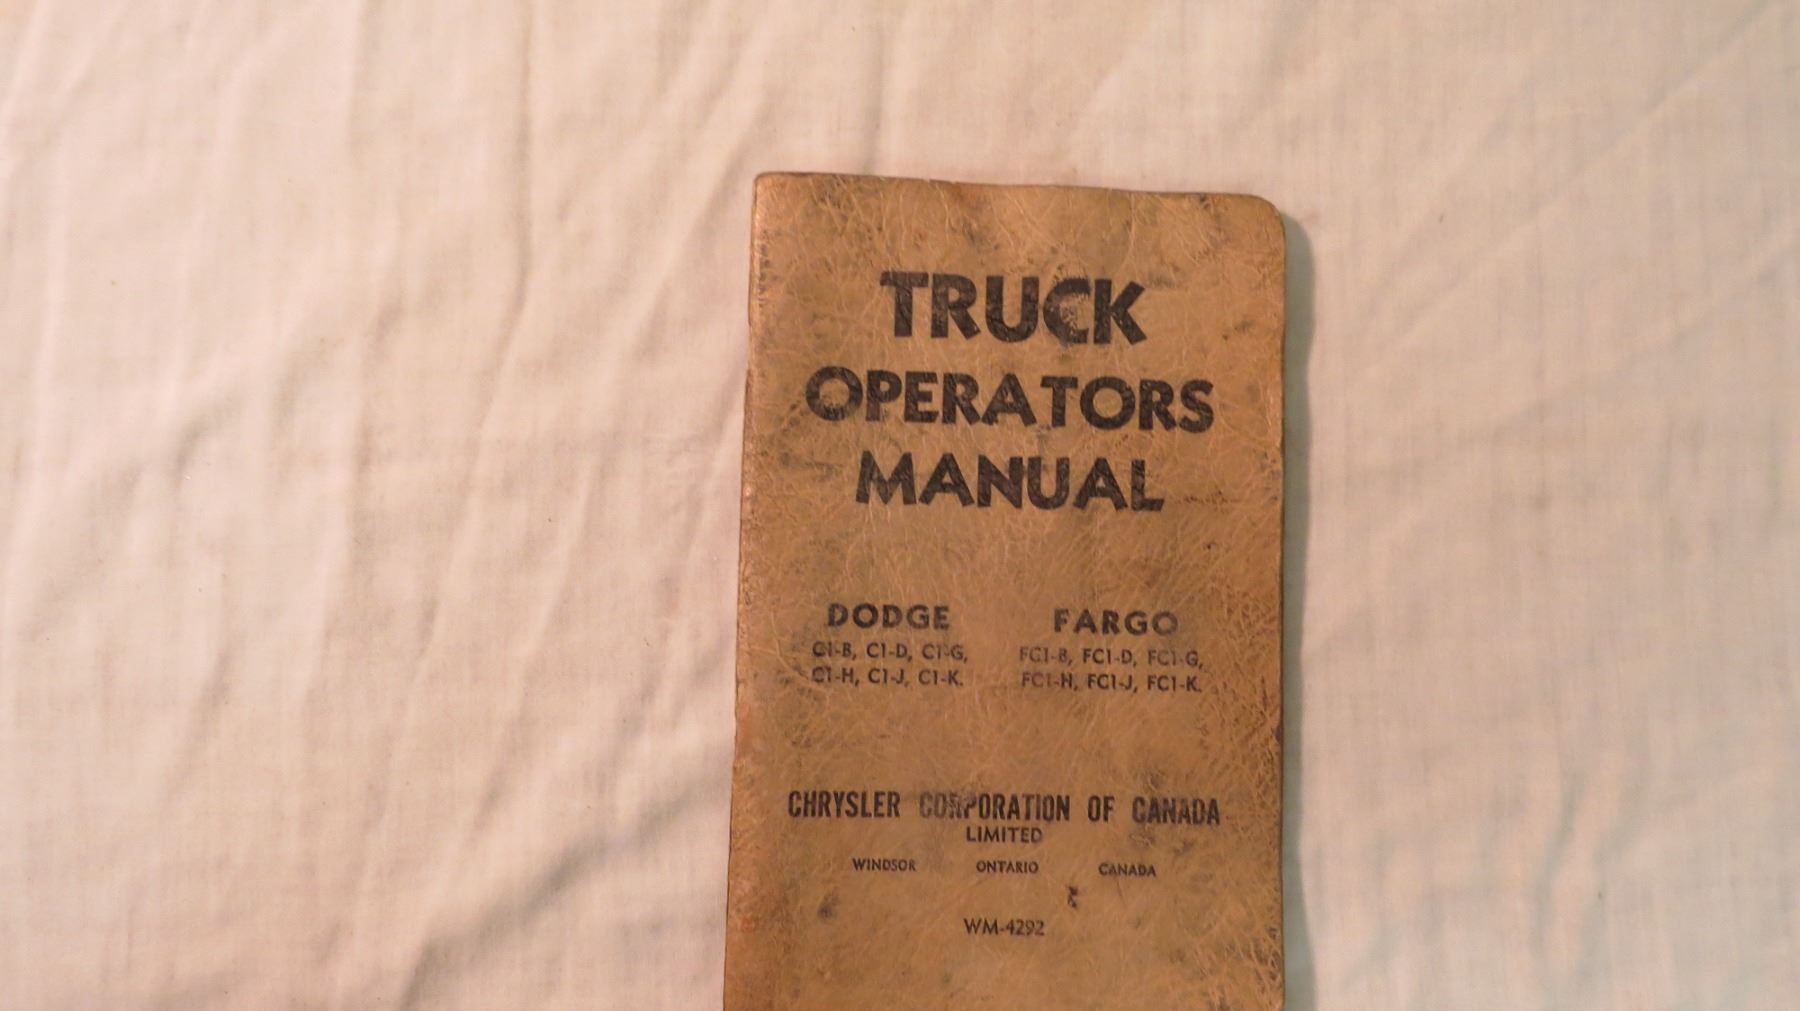 TRUCK
OPERATORS
MANUAL
DODGE FARGO
C1-B, C1-D, C1-G, FC1-B, FC1-D, FC1-G,
C1-H, C1-J, C1-K. FC1-H, FC1-J, FC1-K.
CHRYSLER CORPORATION OF CANADA
LIMITED
WINDSOR ONTARIO CANADA
WM-4292